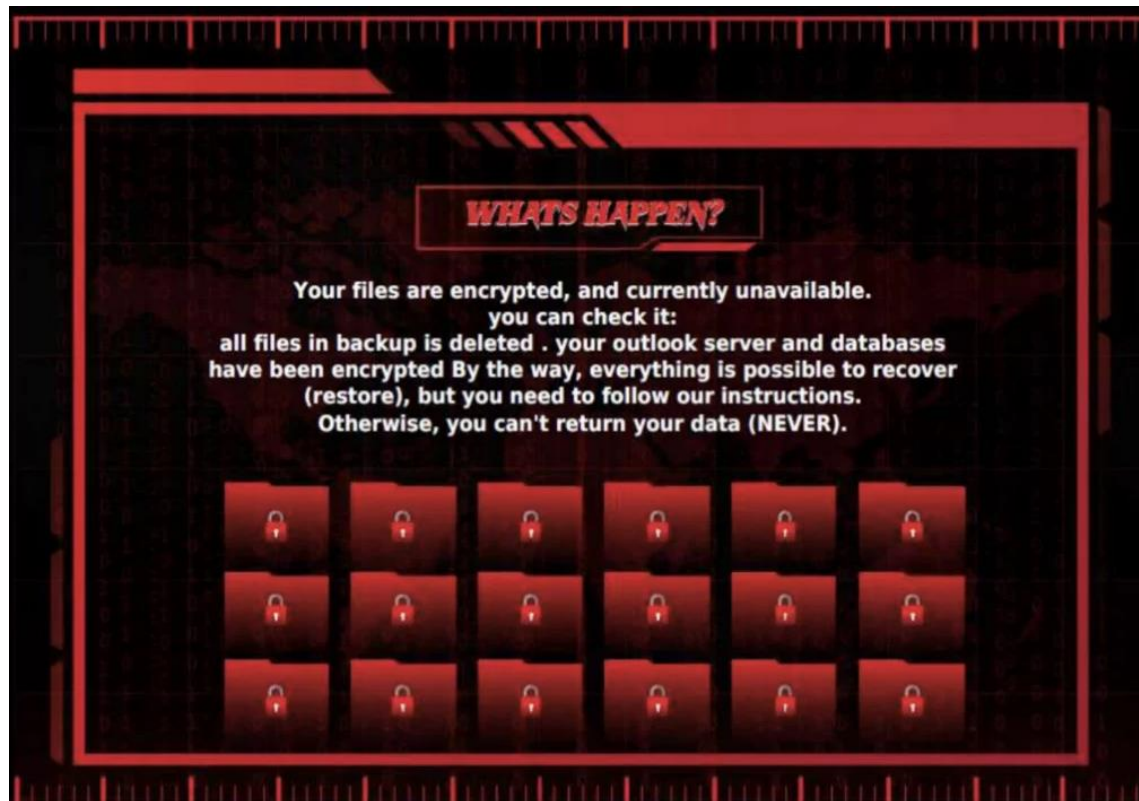 WHATS HAPPEN?
Your files are encrypted, and currently unavailable.
you can check it:
all files in backup is deleted . your outlook server and databases
have been encrypted By the way, everything is possible to recover
(restore), but you need to follow our instructions.
Otherwise, you can't return your data (NEVER).